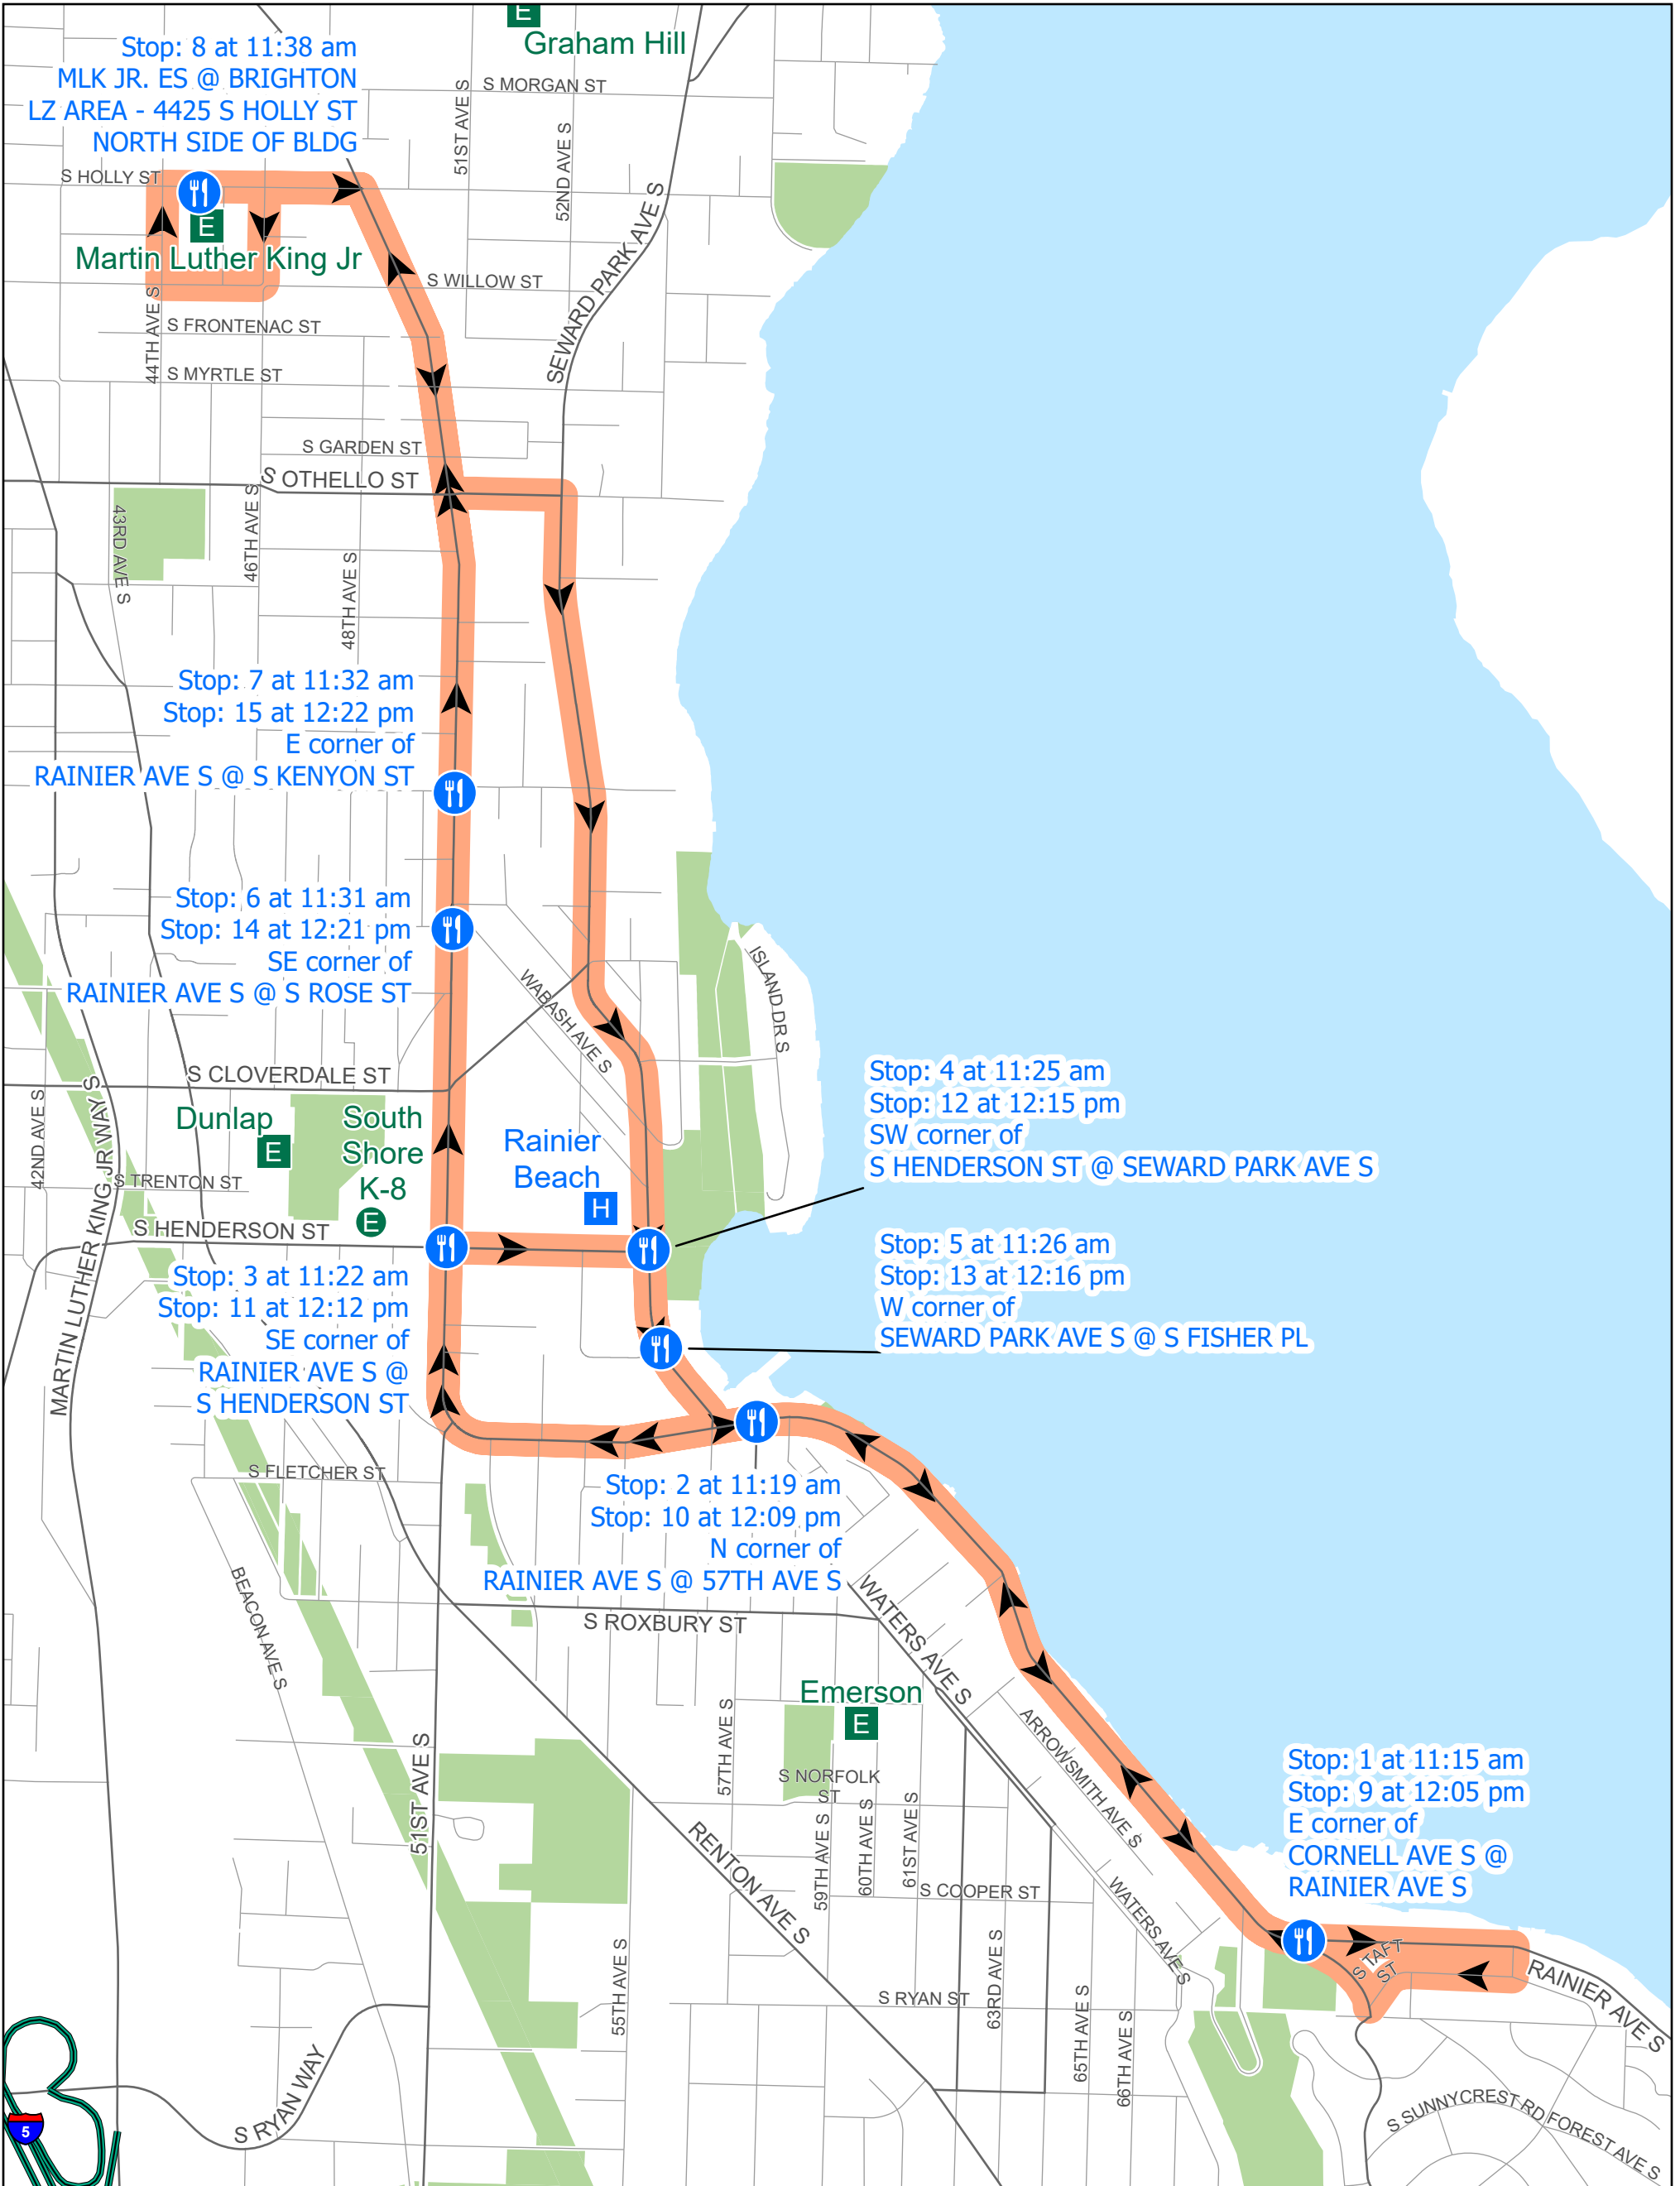 E
Graham Hill
Stop: 8 at 11:38 am
MLK JR. ES @ BRIGHTON
LZ AREA - 4425 S HOLLY ST
NORTH SIDE OF BLDG
S MORGAN ST
51ST AVE S
52ND AVE S
S HOLLY ST
E
Martin Luther King Jr
S WILLOW ST
SEWARD PARK AVE S
44TH AVE S
S FRONTENAC ST
S MYRTLE ST
S GARDEN ST
S OTHELLO ST
43RD AVE S
46TH AVE S
48TH AVE S
Stop: 7 at 11:32 am
Stop: 15 at 12:22 pm
E corner of
RAINIER AVE S @ S KENYON ST
Stop: 6 at 11:31 am
Stop: 14 at 12:21 pm
SE corner of
RAINIER AVE S @ S ROSE ST
WABASH AVE S
ISLAND DR S
S CLOVERDALE ST
42ND AVE S
MARTIN LUTHER KING JR WAY S
Dunlap
E
South
Shore
K-8
E
Rainier
Beach
H
S TRENTON ST
S HENDERSON ST
Stop: 4 at 11:25 am
Stop: 12 at 12:15 pm
SW corner of
S HENDERSON ST @ SEWARD PARK AVE S
Stop: 5 at 11:26 am
Stop: 13 at 12:16 pm
W corner of
SEWARD PARK AVE S @ S FISHER PL
Stop: 3 at 11:22 am
Stop: 11 at 12:12 pm
SE corner of
RAINIER AVE S @
S HENDERSON ST
S FLETCHER ST
Stop: 2 at 11:19 am
Stop: 10 at 12:09 pm
N corner of
RAINIER AVE S @ 57TH AVE S
BEACON AVE S
S ROXBURY ST
WATERS AVE S
Emerson
E
57TH AVE S
S NORFOLK
ST
ARROWSMITH AVE S
51ST AVE S
RENTON AVE S
59TH AVE S
60TH AVE S
61ST AVE S
S COOPER ST
WATERS AVE S
Stop: 1 at 11:15 am
Stop: 9 at 12:05 pm
E corner of
CORNELL AVE S @
RAINIER AVE S
S TAFT
ST
RAINIER AVE S
55TH AVE S
S RYAN ST
63RD AVE S
65TH AVE S
66TH AVE S
S RYAN WAY
5
S SUNNYCREST RD
FOREST AVE S